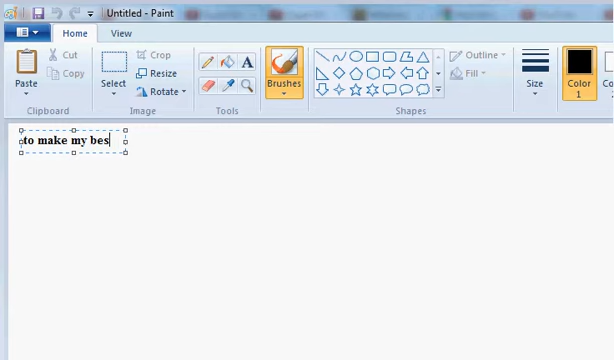 Untitled - Paint
Home View
Cut
Copy
Paste
Clipboard
Select
Crop
Resize
Rotate
Image
A
Tools
Brushes
Shapes
Outline
Fill
Size
Color
1
to make my bes